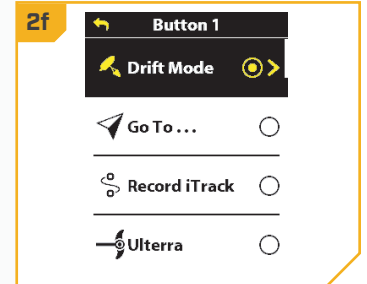 2f
Button 1
Drift Mode
Go To ...
Record iTrack
Ulterra